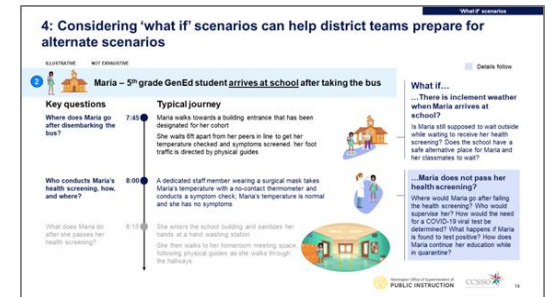 'What if' scenarios
4: Considering 'what if' scenarios can help district teams prepare for
alternate scenarios
ILLUSTRATIVE NOT EXHAUSTIVE
Details follow
2 Maria – 5th grade GenEd student arrives at school after taking the bus
Key questions Typical journey
Where does Maria go
after disembarking the
bus?
7:45
Maria walks towards a building entrance that has been
designated for her cohort
She waits 6ft apart from her peers in line to get her
temperature checked and symptoms screened. her foot
traffic is directed by physical guides
Who conducts Maria's
health screening, how,
and where?
8:00
A dedicated staff member wearing a surgical mask takes
Maria's temperature with a no-contact thermometer and
conducts a symptom check; Maria's temperature is normal
and she has no symptoms
What does Maria do
after she passes her
health screening?
8:15
She enters the school building and sanitizes her
hands at a hand washing station
She then walks to her homeroom meeting space,
following physical guides as she walks through
the hallways
What if…
…There is inclement weather
when Maria arrives at
school?
Is Maria still supposed to wait outside
while waiting to receive her health
screening? Does the school have a
safe alternative place for Maria and
her classmates to wait?
…Maria does not pass her
health screening?
Where would Maria go after failing
the health screening? Who would
supervise her? How would the need
for a COVID-19 viral test be
determined? What happens if Maria
is found to test positive? How does
Maria continue her education while
in quarantine?
Washington Office of Superintendent of
PUBLIC INSTRUCTION
CCSSO
14